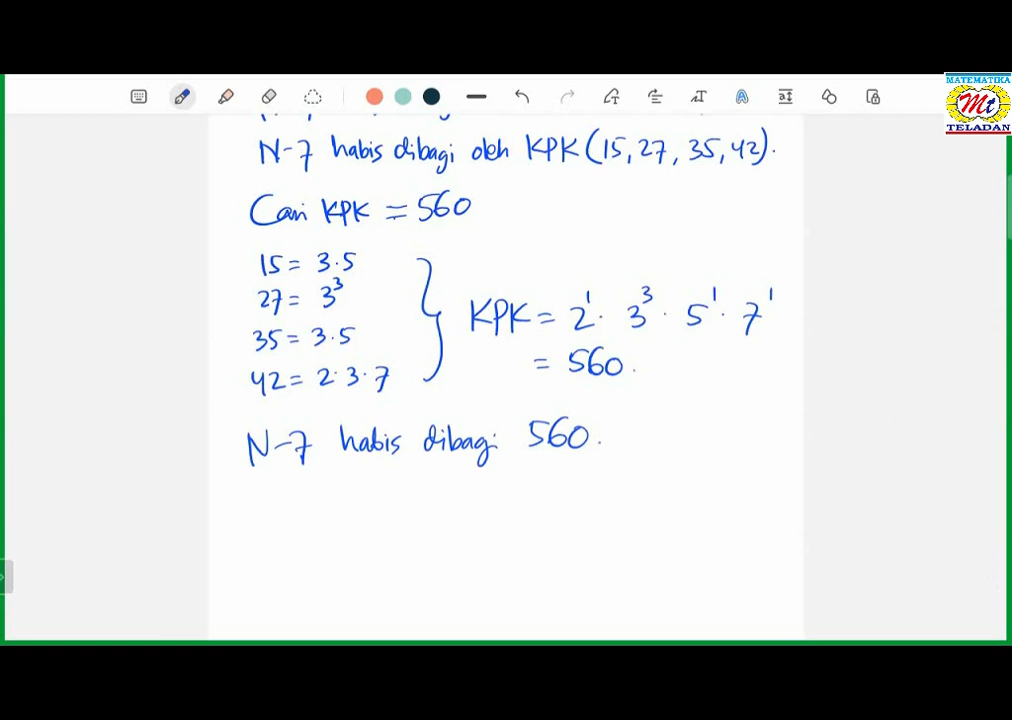 MATEMATIKA
Mt
TELADAN
N-7 habis dibagi oleh KPK (15, 27, 35, 42).
Cari KPK = 560
15 = 3·5
27 = 3³
35 = 3·5
42 = 2·3·7
KPK = 2¹· 3³· 5¹· 7¹
= 560.
N-7 habis dibagi 560.